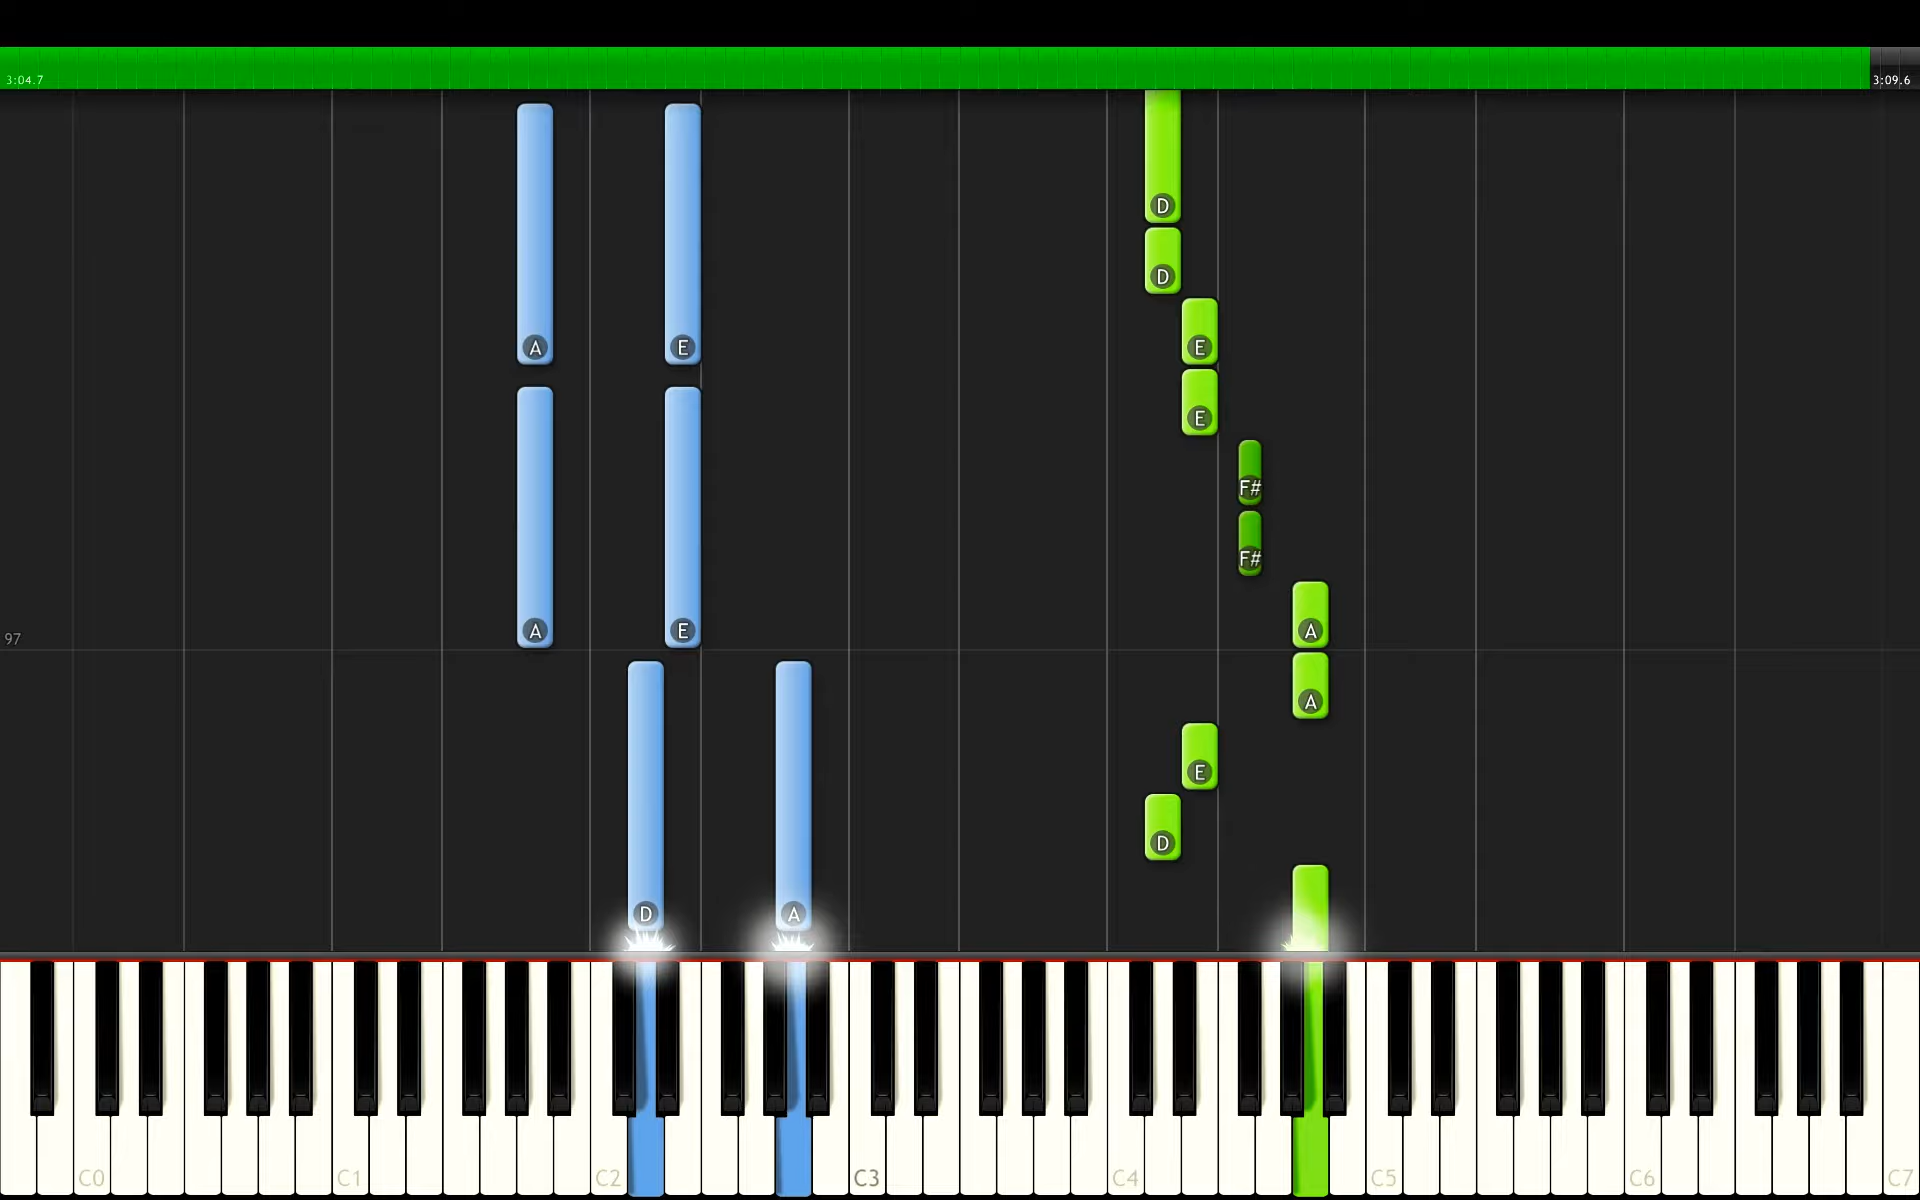 3:04.7 3:09.6
D
D
A E E
E
F#
F#
97 A E A
A
E
D
D A
C0 C1 C2 C3 C4 C5 C6 C7